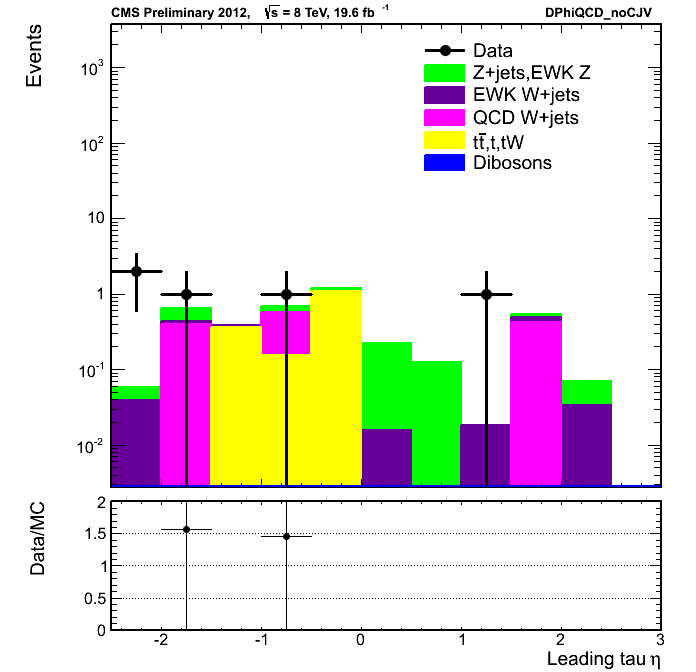 CMS Preliminary 2012, √s = 8 TeV, 19.6 fb⁻¹ DPhiQCD_noCJV
Events
10³
10²
10
1
10⁻¹
10⁻²
Data
Z+jets,EWK Z
EWK W+jets
QCD W+jets
tt̄,t,tW
Dibosons
Data/MC
2
1.5
1
0.5
0
-2 -1 0 1 2 3
Leading tau η